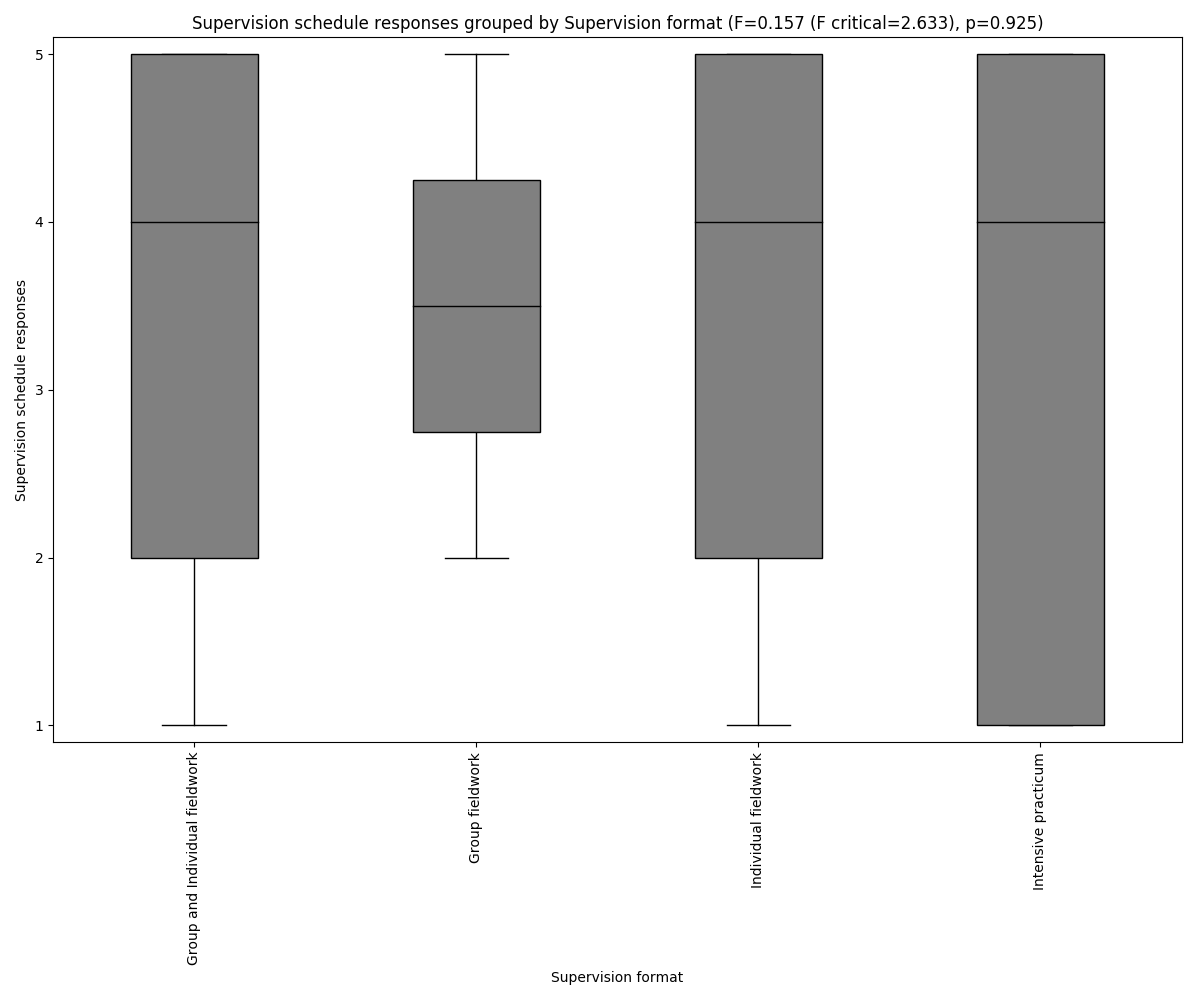 Supervision schedule responses grouped by Supervision format (F=0.157 (F critical=2.633), p=0.925)
5
4
3
2
1
Supervision schedule responses
Group and Individual fieldwork
Group fieldwork
Individual fieldwork
Intensive practicum
Supervision format